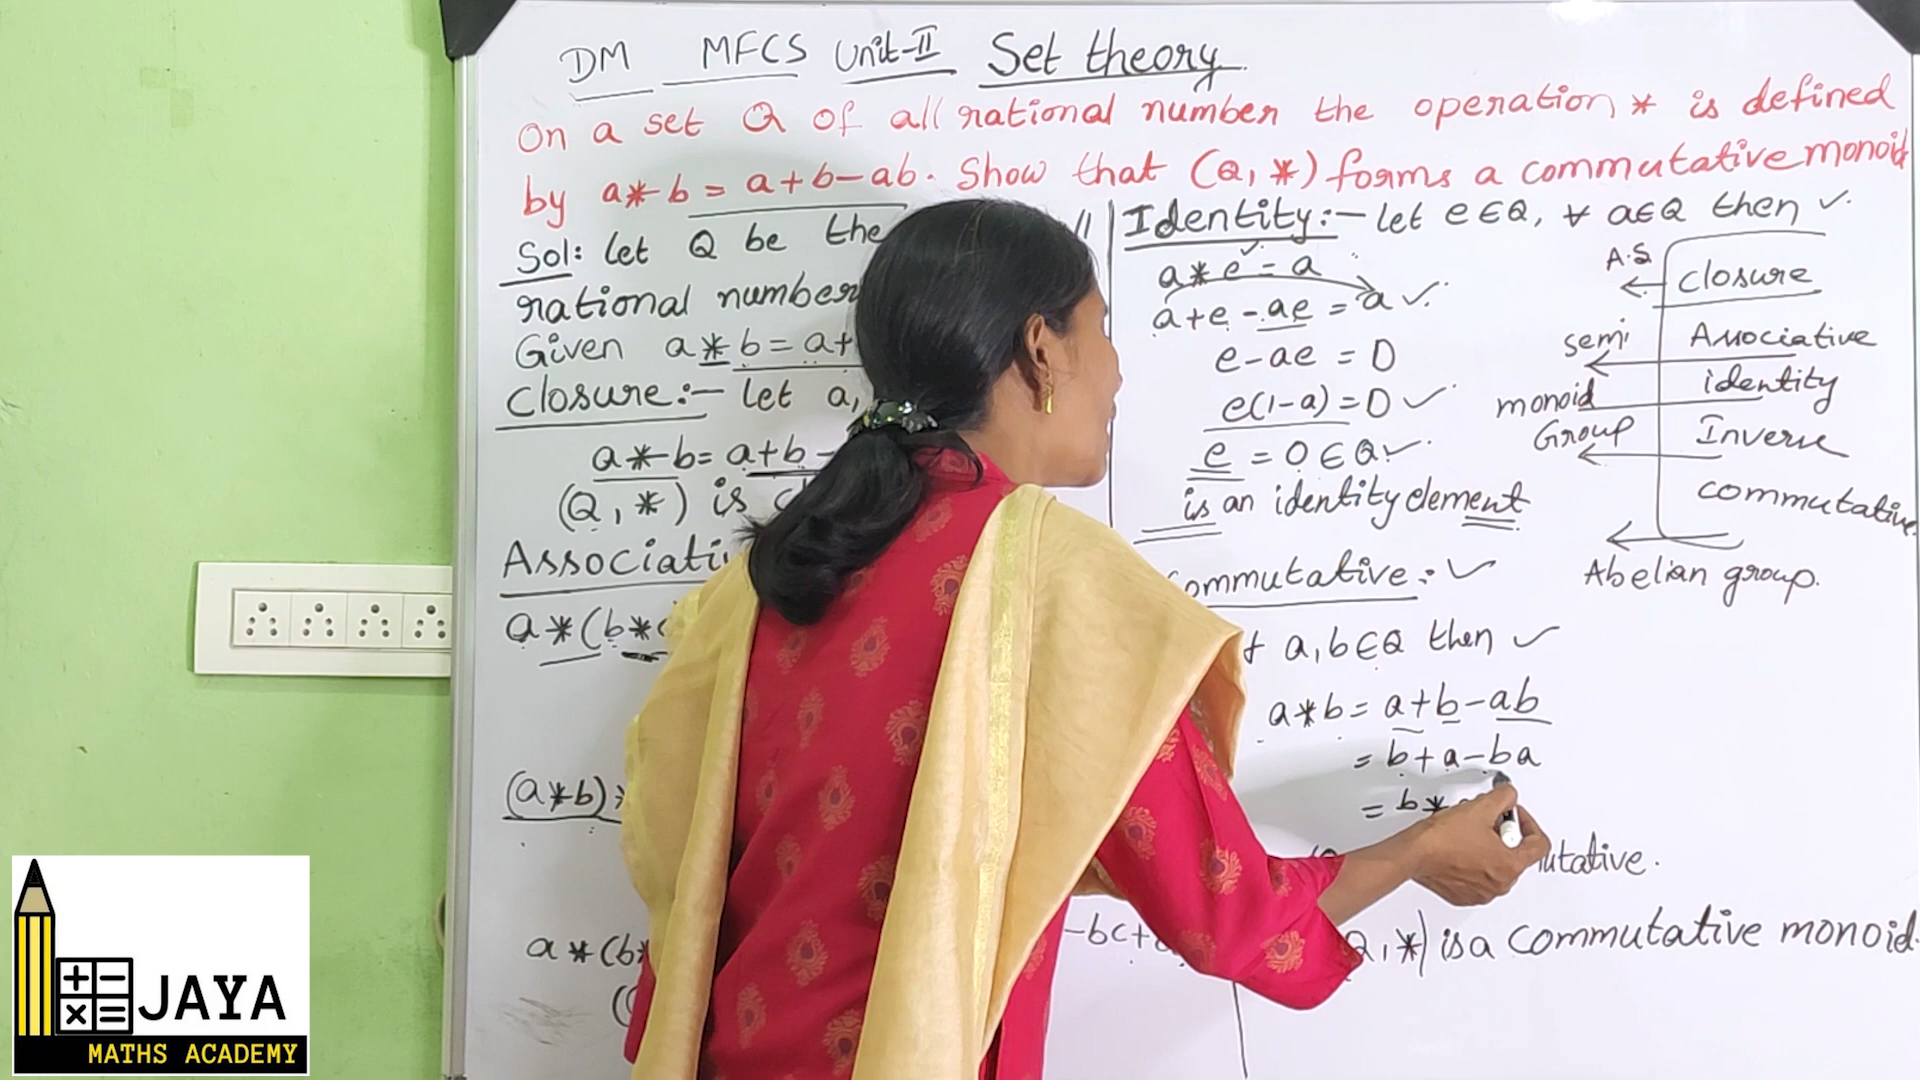 DM MFCS Unit-II Set theory
On a set Q of all rational number the operation * is defined
by a*b = a+b-ab. Show that (Q, *) forms a commutative monoid
Sol: let Q be the
rational number
Given a*b = a+
closure:- let a,
a*b = a+b-
(Q, *) is
Associati
a*(b*
(a*b)*
a*(b*
-bc+
Identity:- let e∈Q, ∀ a∈Q then ✓
a*e = a
a+e-ae = a ✓
e-ae = 0
e(1-a) = 0 ✓
e = 0 ∈ Q ✓
is an identity element
ommutative: ✓
a,b∈Q then ✓
a*b = a+b-ab
= b+a-ba
= b*
utative.
Q, *) is a commutative monoid.
A.S
closure
semi
Associative
monoid
identity
Group
Inverse
commutative
Abelian group.
JAYA
MATHS ACADEMY